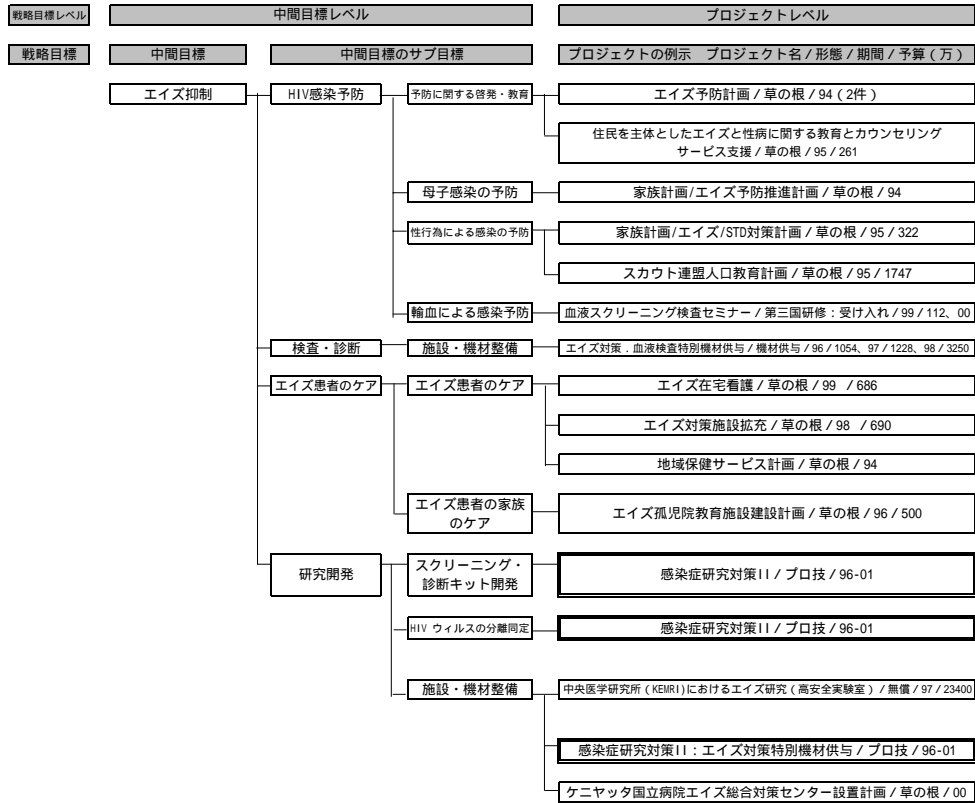 戦略目標レベル
中間目標レベル
プロジェクトレベル
戦略目標
中間目標
中間目標のサブ目標
プロジェクトの例示　プロジェクト名 / 形態 / 期間 / 予算 ( 万 )
エイズ抑制
HIV感染予防
予防に関する啓発・教育
エイズ予防計画 / 草の根 / 94 ( 2件 )
住民を主体としたエイズと性病に関する教育とカウンセリング
サービス支援 / 草の根 / 95 / 261
母子感染の予防
家族計画/エイズ予防推進計画 / 草の根 / 94
性行為による感染の予防
家族計画/エイズ/STD対策計画 / 草の根 / 95 / 322
スカウト連盟人口教育計画 / 草の根 / 95 / 1747
輸血による感染予防
血液スクリーニング検査セミナー / 第三国研修 : 受け入れ / 99 / 112、00
検査・診断
施設・機材整備
エイズ対策．血液検査特別機材供与 / 機材供与 / 96 / 1054、97 / 1228、98 / 3250
エイズ患者のケア
エイズ患者のケア
エイズ在宅看護 / 草の根 / 99 / 686
エイズ対策施設拡充 / 草の根 / 98 / 690
地域保健サービス計画 / 草の根 / 94
エイズ患者の家族
のケア
エイズ孤児院教育施設建設計画 / 草の根 / 96 / 500
研究開発
スクリーニング・
診断キット開発
感染症研究対策II / プロ技 / 96-01
HIV ウィルスの分離同定
感染症研究対策II / プロ技 / 96-01
施設・機材整備
中央医学研究所 ( KEMRI)におけるエイズ研究 ( 高安全実験室 ) / 無償 / 97 / 23400
感染症研究対策II : エイズ対策特別機材供与 / プロ技 / 96-01
ケニヤッタ国立病院エイズ総合対策センター設置計画 / 草の根 / 00